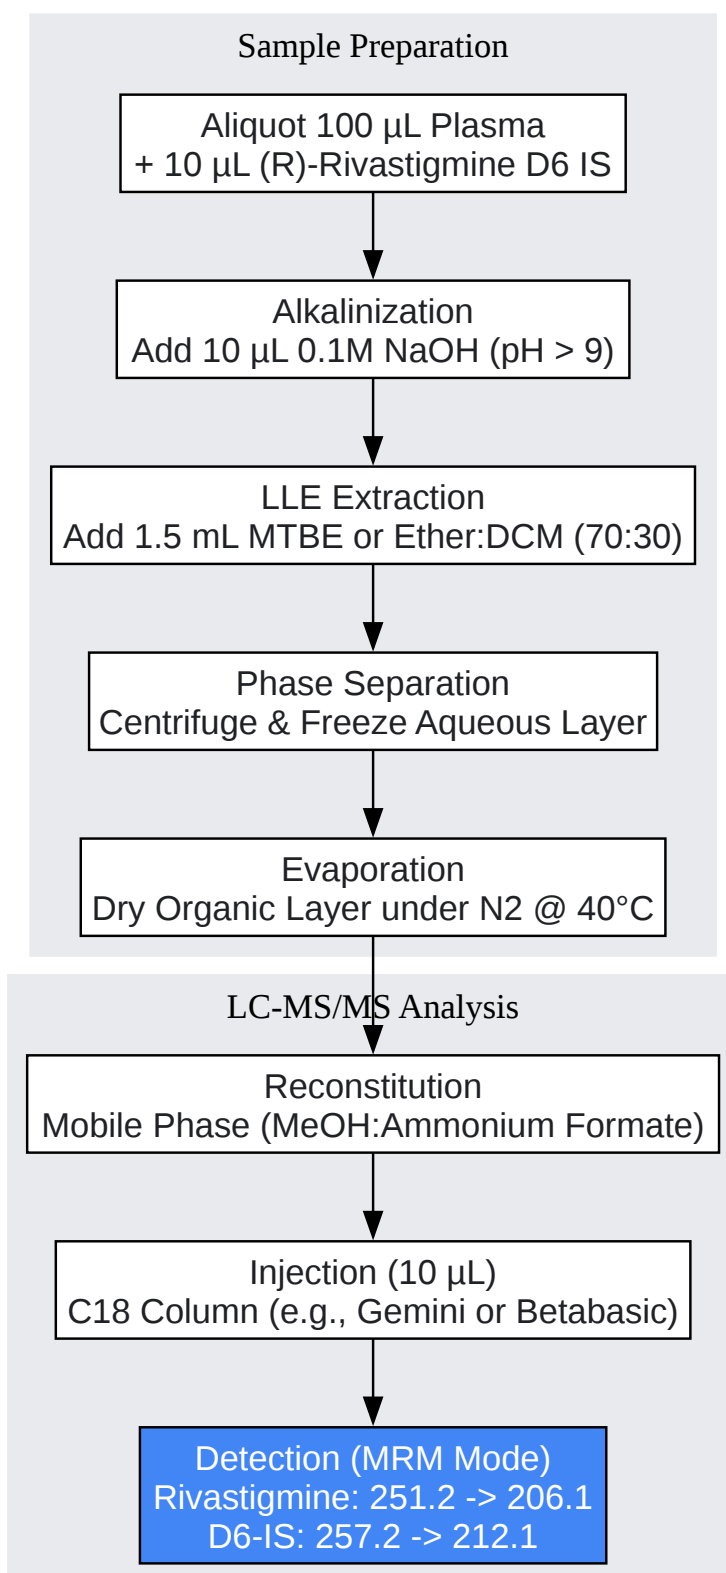 Sample Preparation
Aliquot 100 µL Plasma
+ 10 µL (R)-Rivastigmine D6 IS
Alkalinization
Add 10 µL 0.1M NaOH (pH > 9)
LLE Extraction
Add 1.5 mL MTBE or Ether:DCM (70:30)
Phase Separation
Centrifuge & Freeze Aqueous Layer
Evaporation
Dry Organic Layer under N2 @ 40°C
LC-MS/MS Analysis
Reconstitution
Mobile Phase (MeOH:Ammonium Formate)
Injection (10 µL)
C18 Column (e.g., Gemini or Betabasic)
Detection (MRM Mode)
Rivastigmine: 251.2 -> 206.1
D6-IS: 257.2 -> 212.1